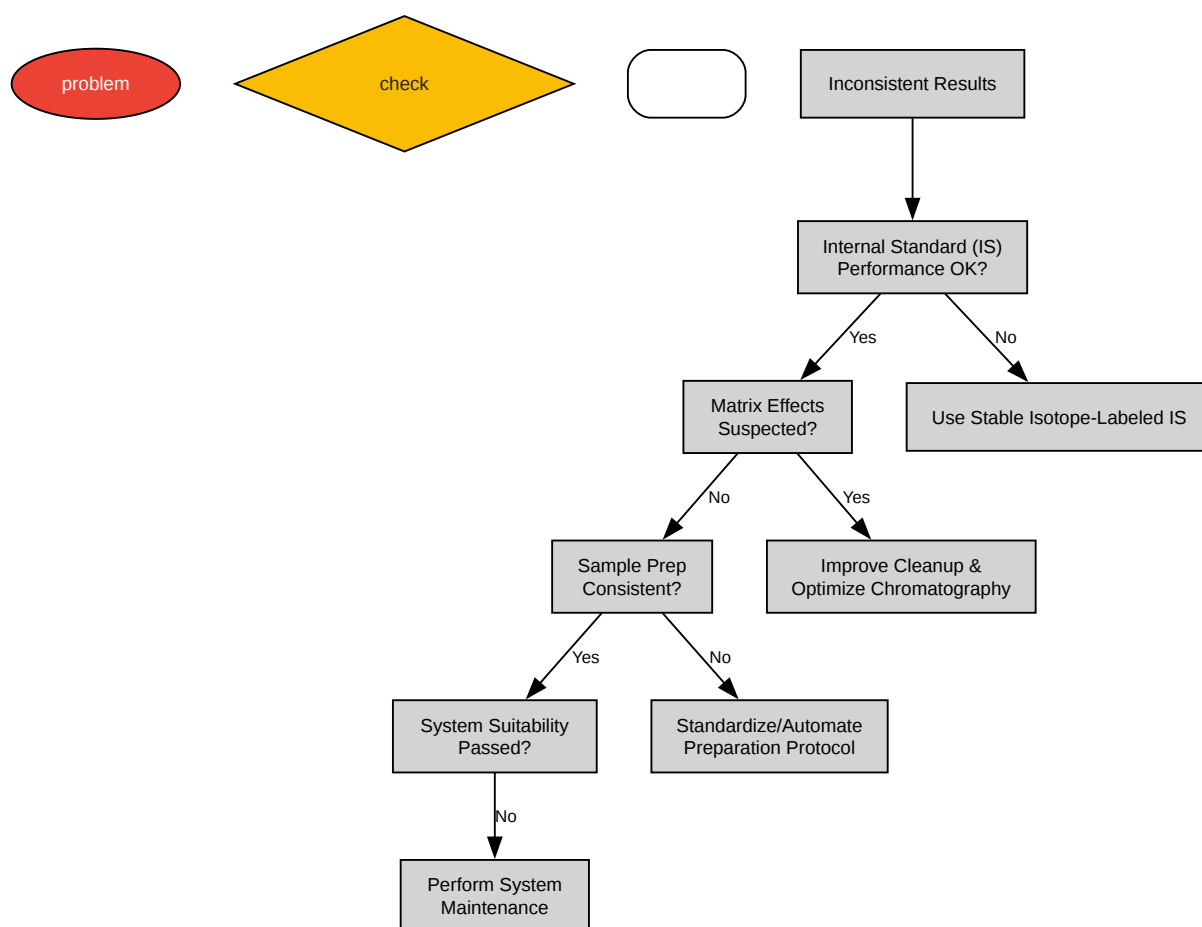 problem
check
Inconsistent Results
Internal Standard (IS)
Performance OK?
Yes
No
Matrix Effects
Suspected?
Use Stable Isotope-Labeled IS
No
Yes
Sample Prep
Consistent?
Improve Cleanup &
Optimize Chromatography
Yes
No
System Suitability
Passed?
Standardize/Automate
Preparation Protocol
No
Perform System
Maintenance